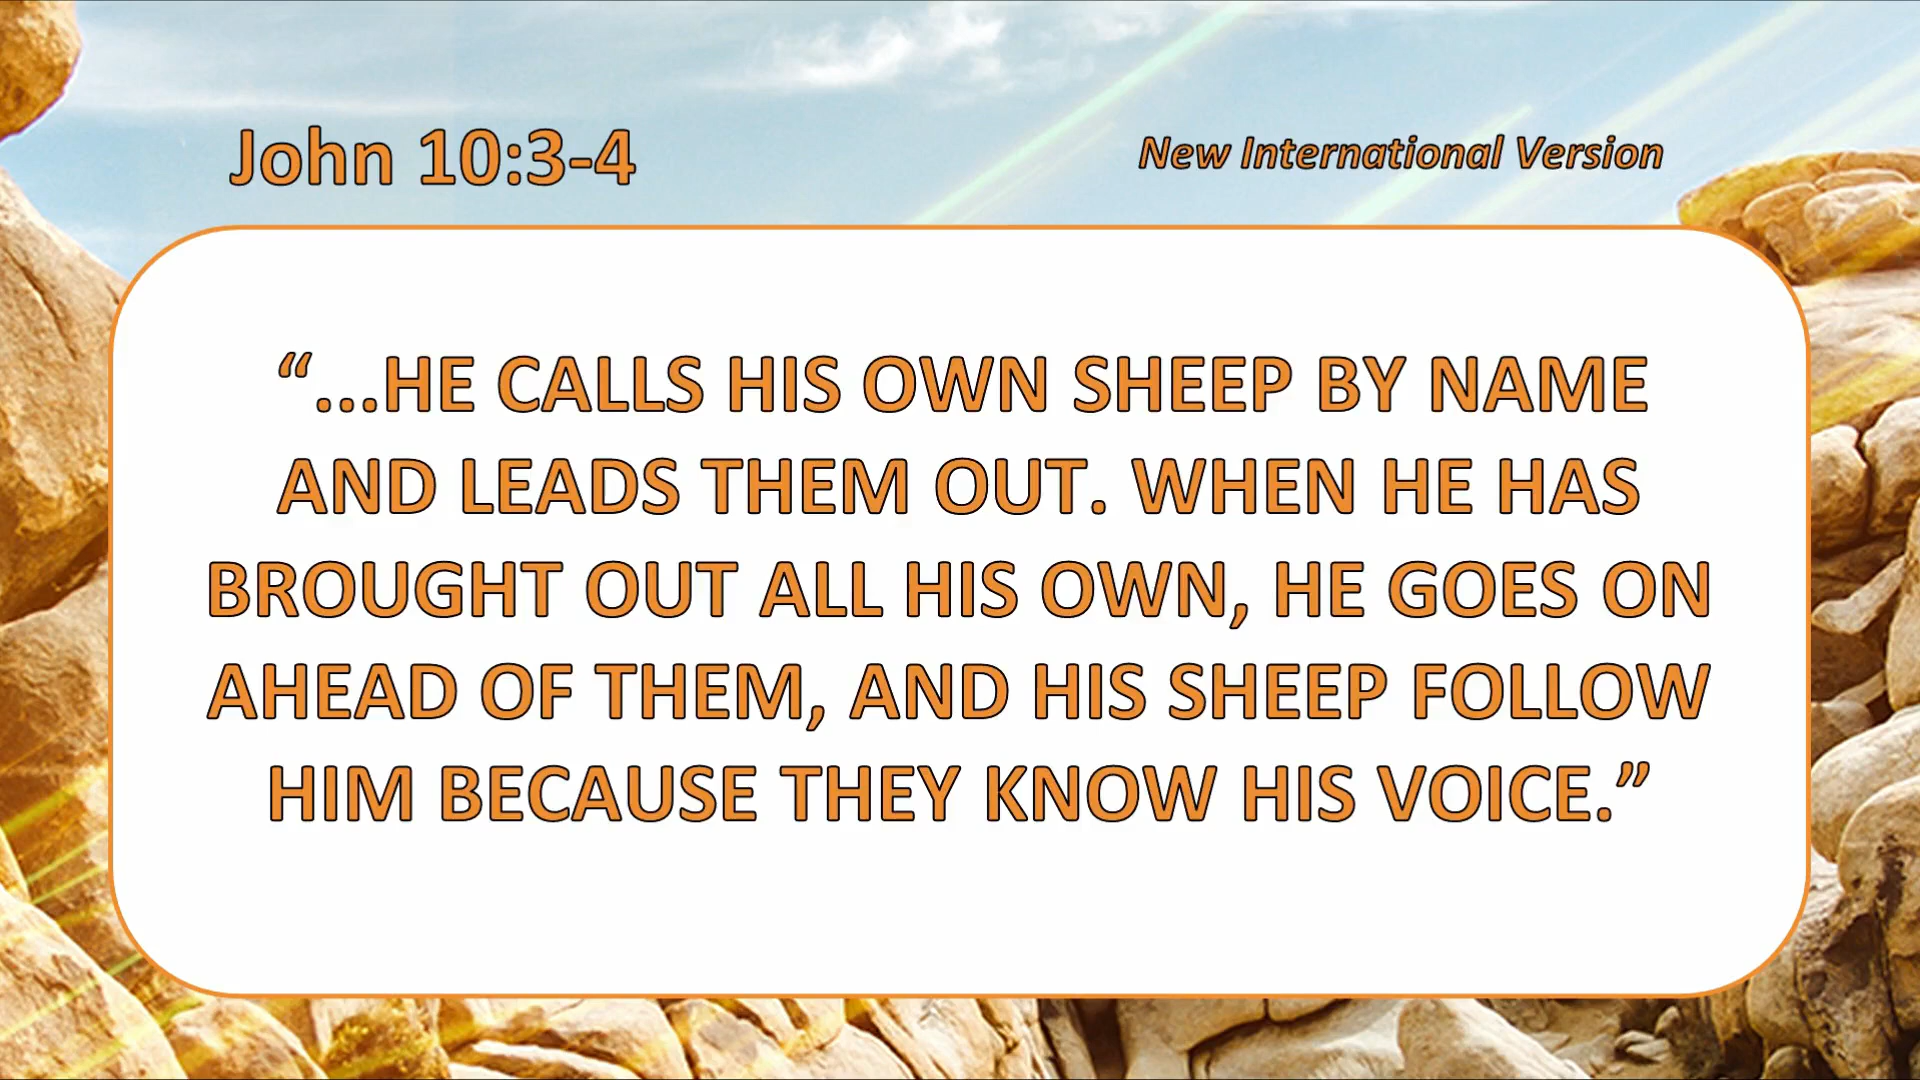 John 10:3-4
New International Version
“...HE CALLS HIS OWN SHEEP BY NAME
AND LEADS THEM OUT. WHEN HE HAS
BROUGHT OUT ALL HIS OWN, HE GOES ON
AHEAD OF THEM, AND HIS SHEEP FOLLOW
HIM BECAUSE THEY KNOW HIS VOICE.”